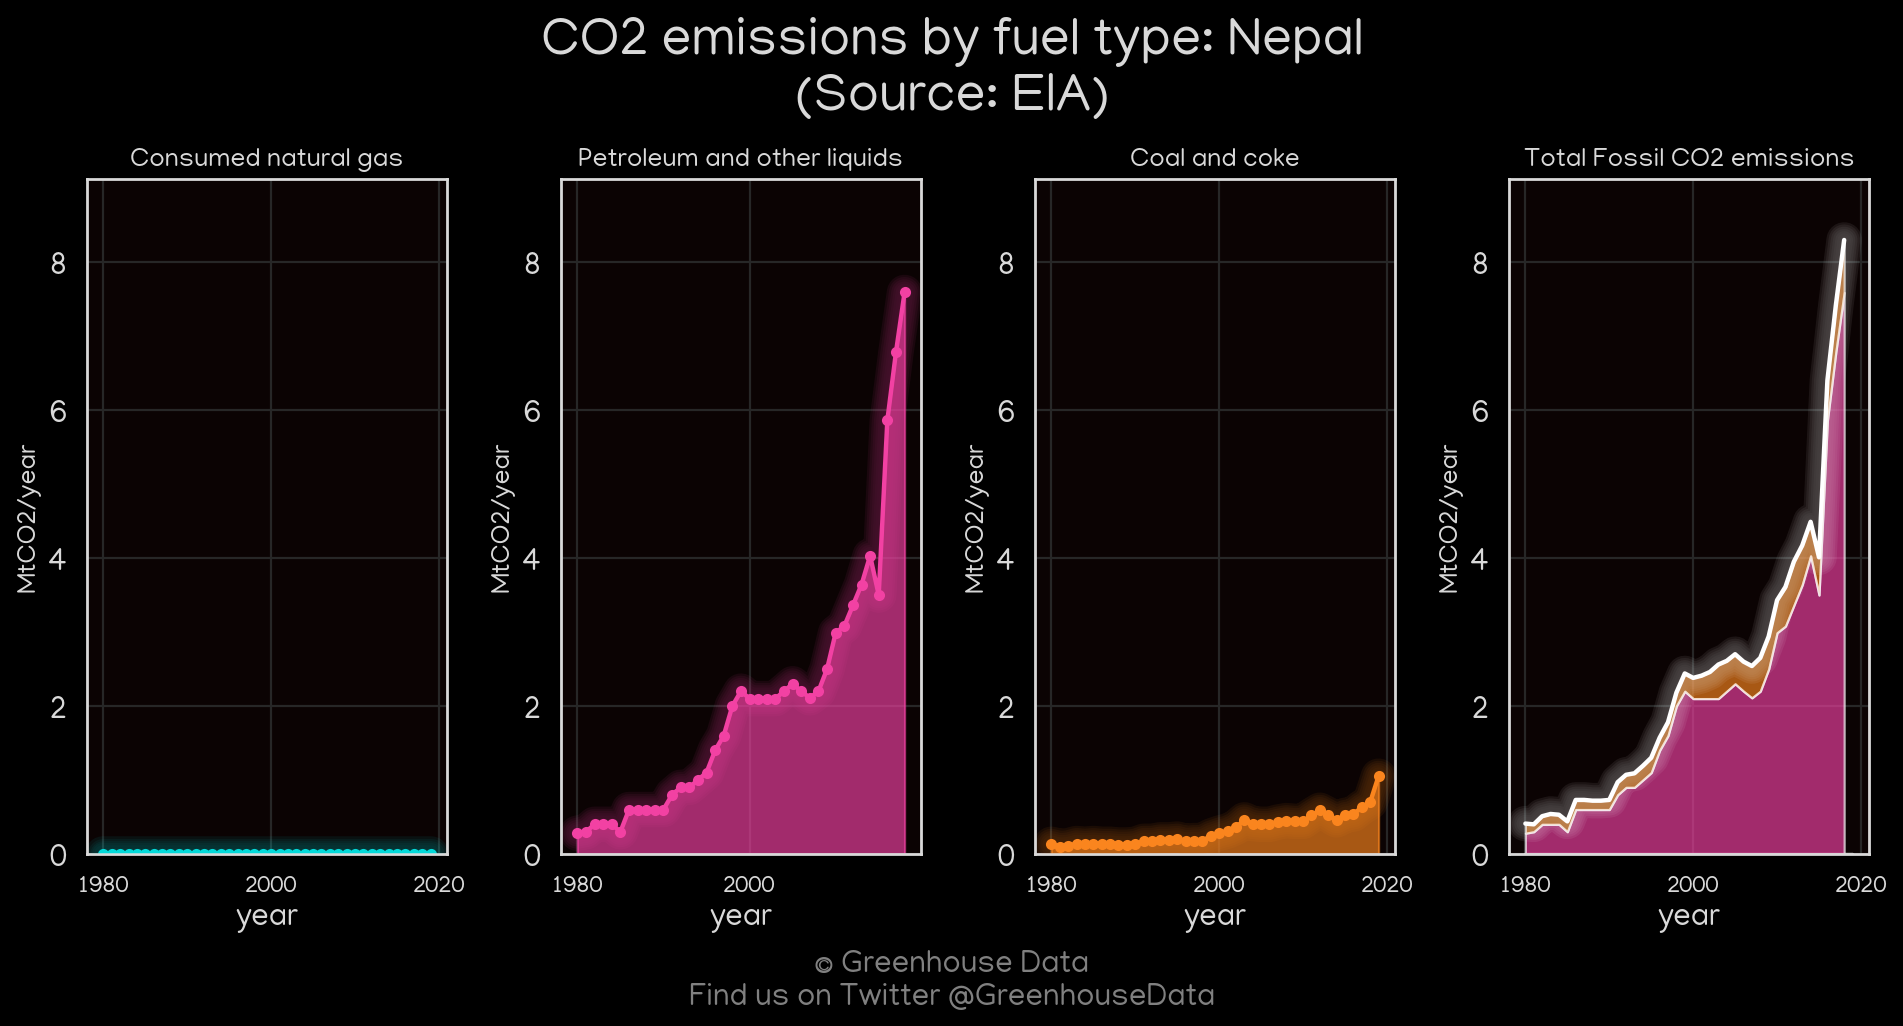 CO2 emissions by fuel type: Nepal
(Source: EIA)
Consumed natural gas
Petroleum and other liquids
Coal and coke
Total Fossil CO2 emissions
MtCO2/year
8
6
4
2
0
1980 2000 2020
year
MtCO2/year
8
6
4
2
0
1980 2000
year
MtCO2/year
8
6
4
2
0
1980 2000 2020
year
MtCO2/year
8
6
4
2
0
1980 2000 2020
year
© Greenhouse Data
Find us on Twitter @GreenhouseData